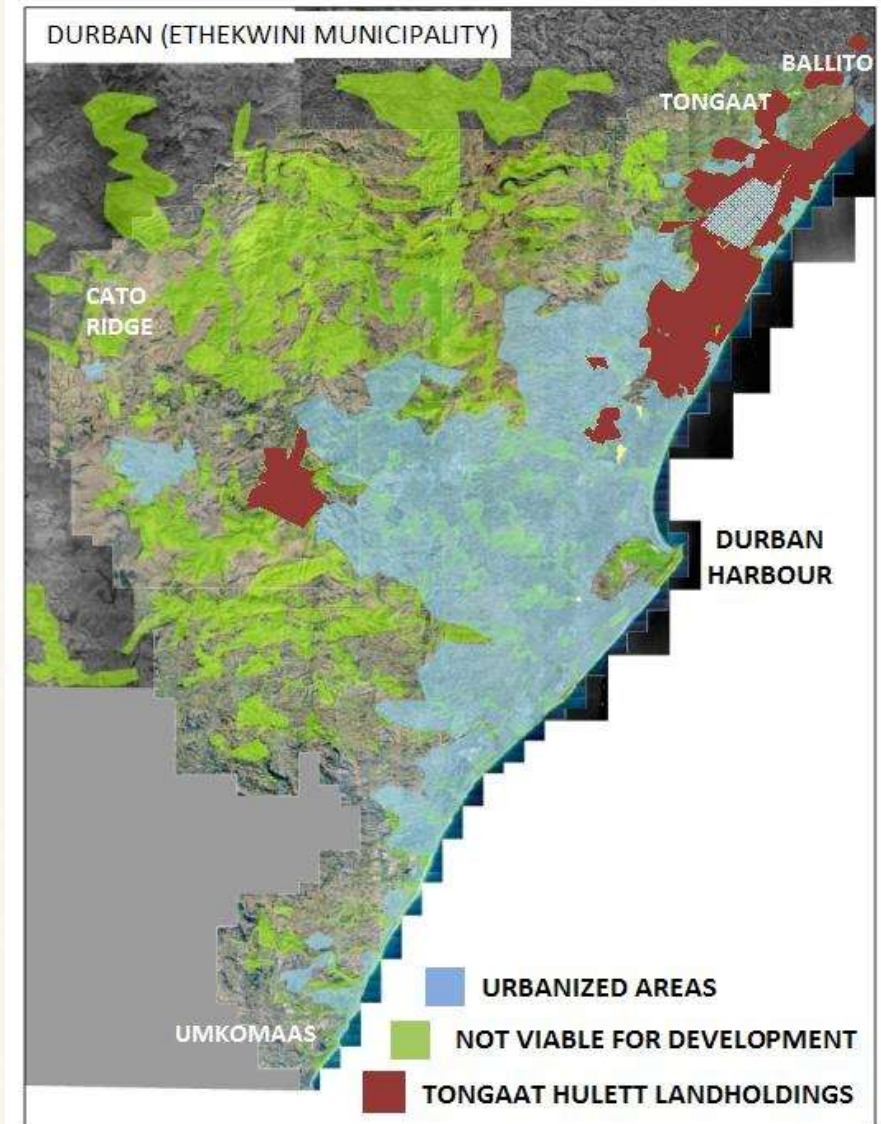 DURBAN (ETHEKWINI MUNICIPALITY)
BALLITO
TONGAAT
CATO
RIDGE
DURBAN
HARBOUR
URBANIZED AREAS
UMKOMAAS
NOT VIABLE FOR DEVELOPMENT
TONGAAT HULETT LANDHOLDINGS